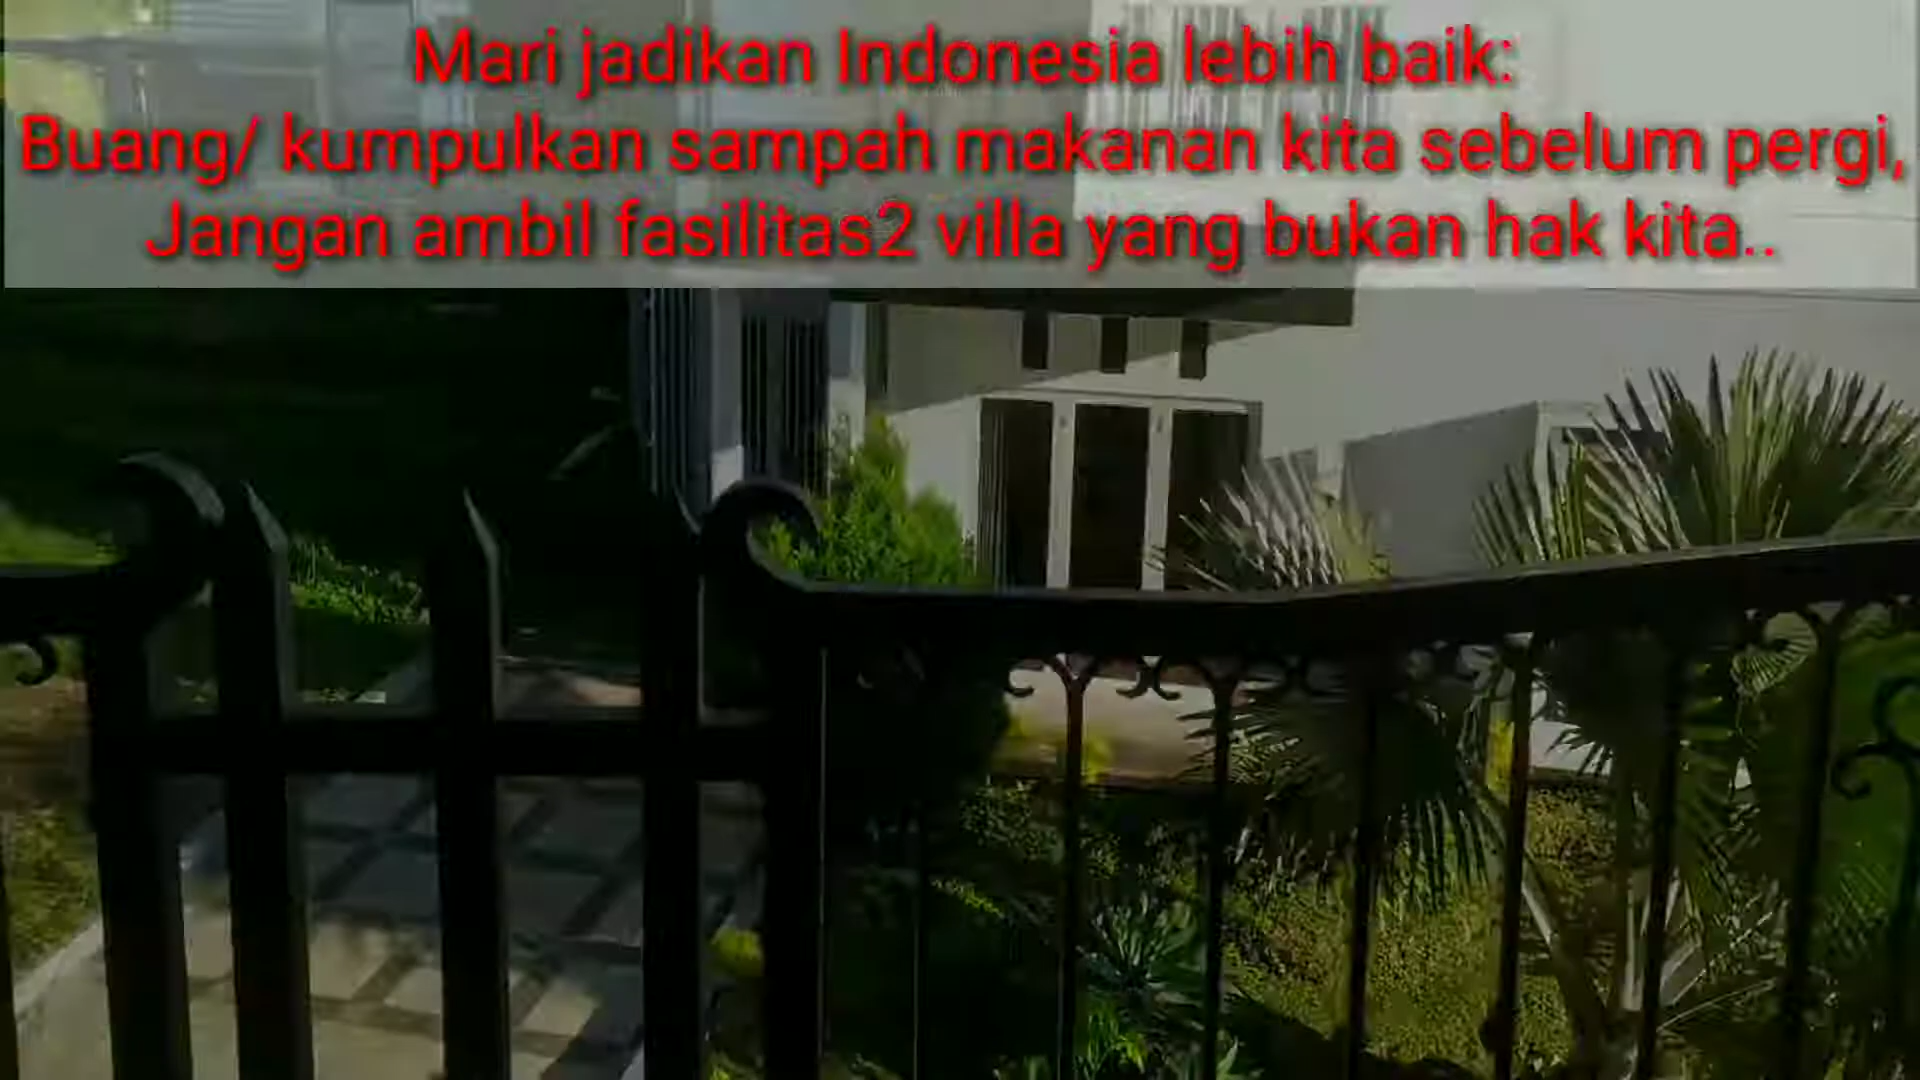 Mari jadikan Indonesia lebih baik:
Buang/ kumpulkan sampah makanan kita sebelum pergi,
Jangan ambil fasilitas2 villa yang bukan hak kita..